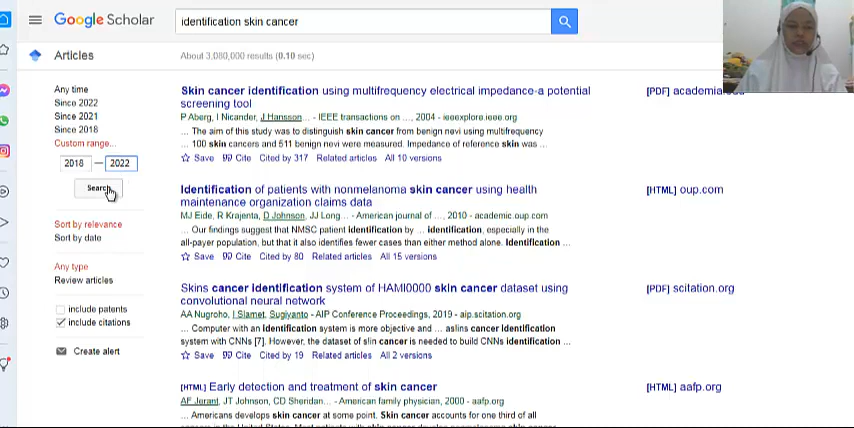 Google Scholar
identification skin cancer
Articles
About 3,080,000 results (0.10 sec)
Any time
Since 2022
Since 2021
Since 2018
Custom range...
2018 — 2022
Search
Sort by relevance
Sort by date
Any type
Review articles
include patents
include citations
Create alert
Skin cancer identification using multifrequency electrical impedance-a potential
screening tool
P Aberg, I Nicander, J Hansson... - IEEE transactions on ..., 2004 - ieeexplore.ieee.org
... The aim of this study was to distinguish skin cancer from benign nevi using multifrequency
... 100 skin cancers and 511 benign nevi were measured. Impedance of reference skin was ...
Save Cite Cited by 317 Related articles All 10 versions
[PDF] academia.edu
Identification of patients with nonmelanoma skin cancer using health
maintenance organization claims data
MJ Eide, R Krajenta, D Johnson, JJ Long... - American journal of ..., 2010 - academic.oup.com
... Our findings suggest that NMSC patient identification by ... identification, especially in the
all-payer population, but that it also identifies fewer cases than either method alone. Identification ...
Save Cite Cited by 80 Related articles All 15 versions
[HTML] oup.com
Skins cancer identification system of HAMI0000 skin cancer dataset using
convolutional neural network
AA Nugroho, I Slamet, Sugiyanto - AIP Conference Proceedings, 2019 - aip.scitation.org
... Computer with an identification system is more objective and ... cancer identification
system with CNNs [7]. However, the dataset of cancer is needed to build CNNs identification ...
Save Cite Cited by 19 Related articles All 2 versions
[PDF] scitation.org
[HTML] Early detection and treatment of skin cancer
AF Jerant, JT Johnson, CD Sheridan... - American family physician, 2000 - aafp.org
... Americans develops skin cancer at some point. Skin cancer accounts for one third of all
[HTML] aafp.org